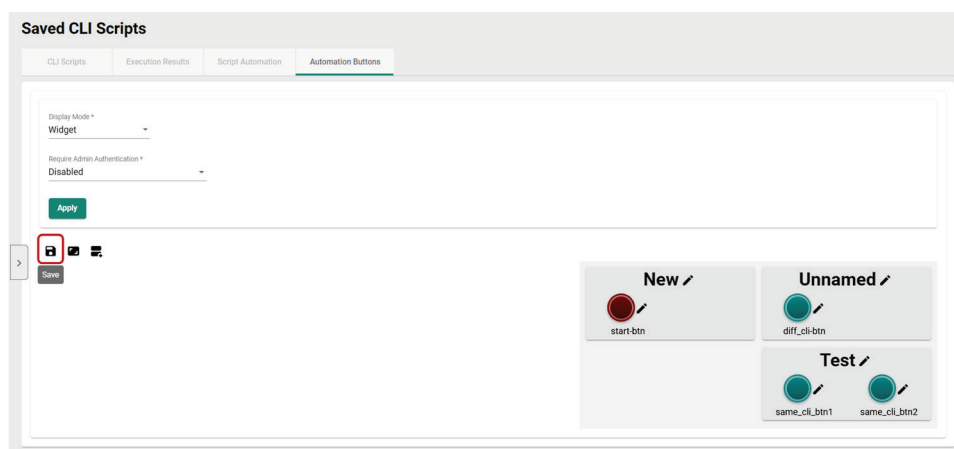 Saved CLI Scripts
CLI Scripts Execution Results Script Automation Automation Buttons
Display Mode *
Widget
Require Admin Authentication *
Disabled
Apply
Save
New Unnamed
start-btn diff_cli-btn
Test
same_cli_btn1 same_cli_btn2